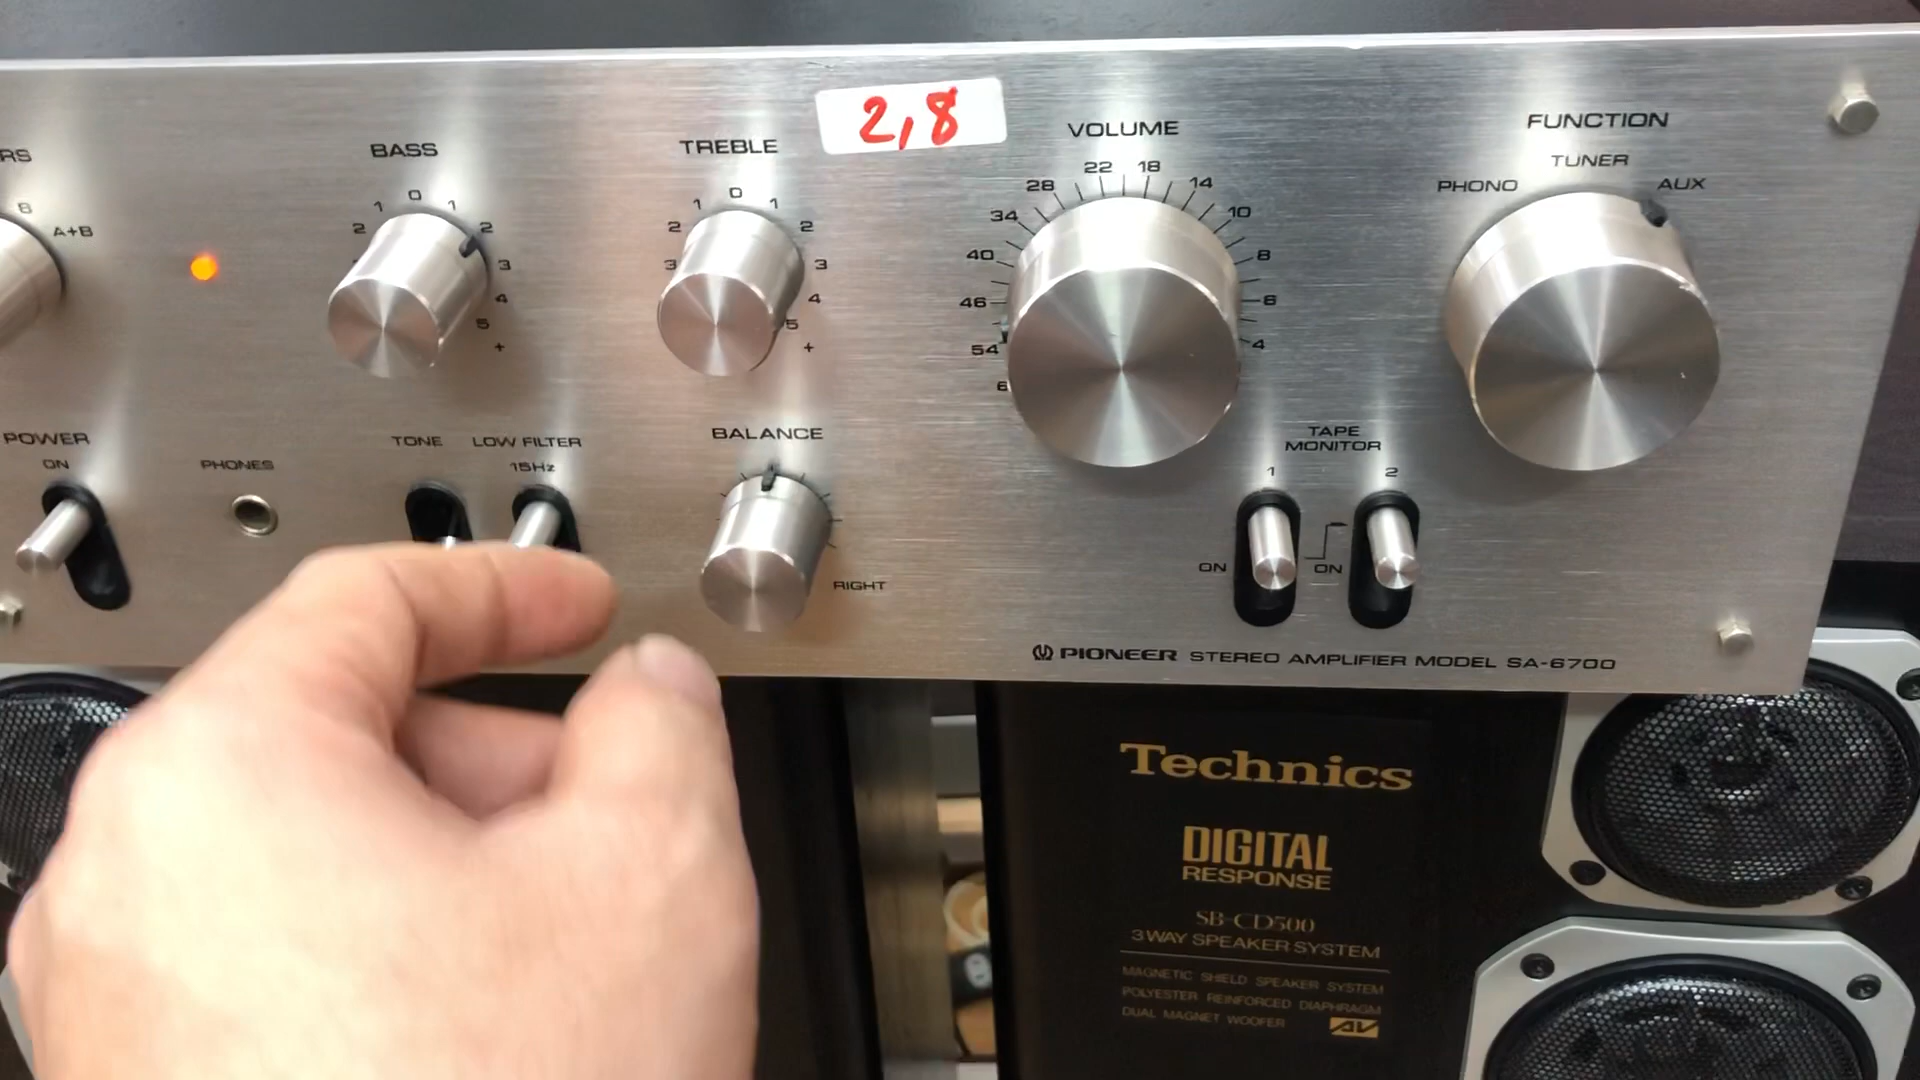 RS
B
A+B
BASS
2 1 0 1 2 3 4 5 +
TREBLE
3 2 1 0 1 2 3 4 5 +
2,8
VOLUME
54 46 40 34 28 22 18 14 10 8 6 4
FUNCTION
PHONO TUNER AUX
POWER
ON
PHONES
TONE
LOW FILTER
15Hz
BALANCE
RIGHT
TAPE
MONITOR
1 2
ON ON
PIONEER STEREO AMPLIFIER MODEL SA-6700
Technics
DIGITAL
RESPONSE
SB-CD500
3WAY SPEAKER SYSTEM
MAGNETIC SHIELD SPEAKER SYSTEM
POLYESTER REINFORCED DIAPHRAGM
DUAL MAGNET WOOFER
AV